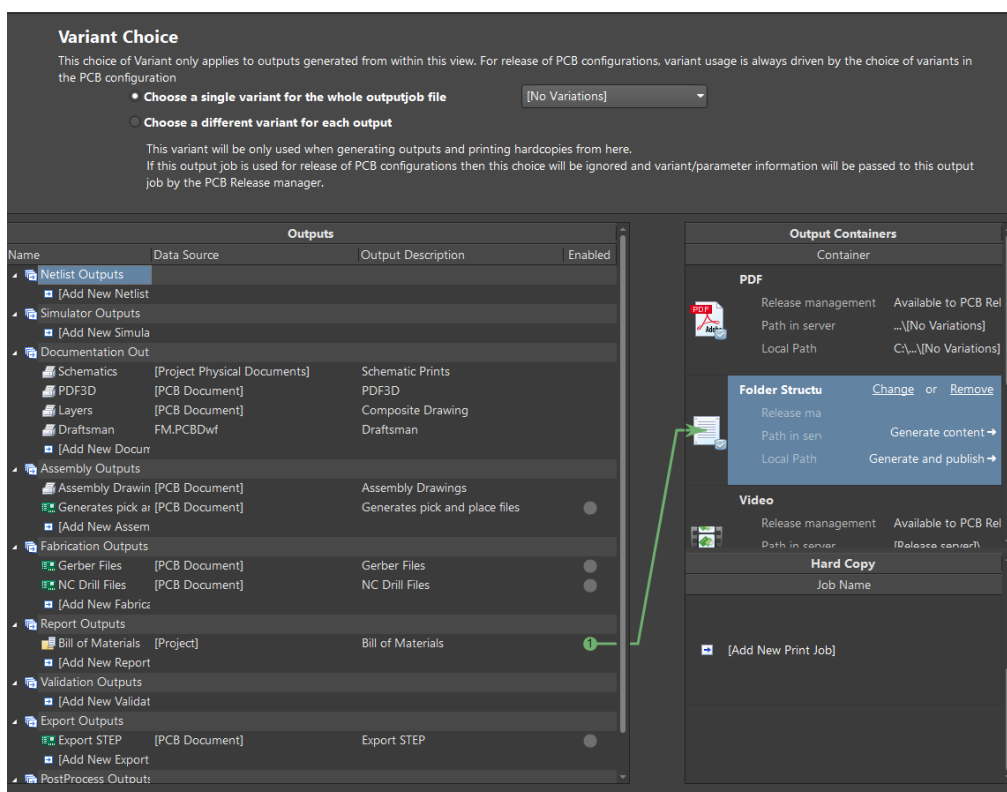 Variant Choice
This choice of Variant only applies to outputs generated from within this view. For release of PCB configurations, variant usage is always driven by the choice of variants in
the PCB configuration
Choose a single variant for the whole outputjob file [No Variations]
Choose a different variant for each output
This variant will be only used when generating outputs and printing hardcopies from here.
If this output job is used for release of PCB configurations then this choice will be ignored and variant/parameter information will be passed to this output
job by the PCB Release manager.
Outputs
Name Data Source Output Description Enabled
Netlist Outputs
[Add New Netlist
Simulator Outputs
[Add New Simula
Documentation Out
Schematics [Project Physical Documents] Schematic Prints
PDF3D [PCB Document] PDF3D
Layers [PCB Document] Composite Drawing
Draftsman FM.PCBDwf Draftsman
[Add New Docum
Assembly Outputs
Assembly Drawin [PCB Document] Assembly Drawings
Generates pick ar [PCB Document] Generates pick and place files
[Add New Assem
Fabrication Outputs
Gerber Files [PCB Document] Gerber Files
NC Drill Files [PCB Document] NC Drill Files
[Add New Fabrica
Report Outputs
Bill of Materials [Project] Bill of Materials 1
[Add New Report
Validation Outputs
[Add New Validat
Export Outputs
Export STEP [PCB Document] Export STEP
[Add New Export
PostProcess Outputs
Output Containers
Container
PDF
PDF
Adobe
Release management Available to PCB Rel
Path in server ...\[No Variations]
Local Path C:\...\[No Variations]
Folder Structu Change or Remove
Release ma
Path in serv Generate content
Local Path Generate and publish
Video
Release management Available to PCB Rel
Path in server [Release server]\
Hard Copy
Job Name
[Add New Print Job]